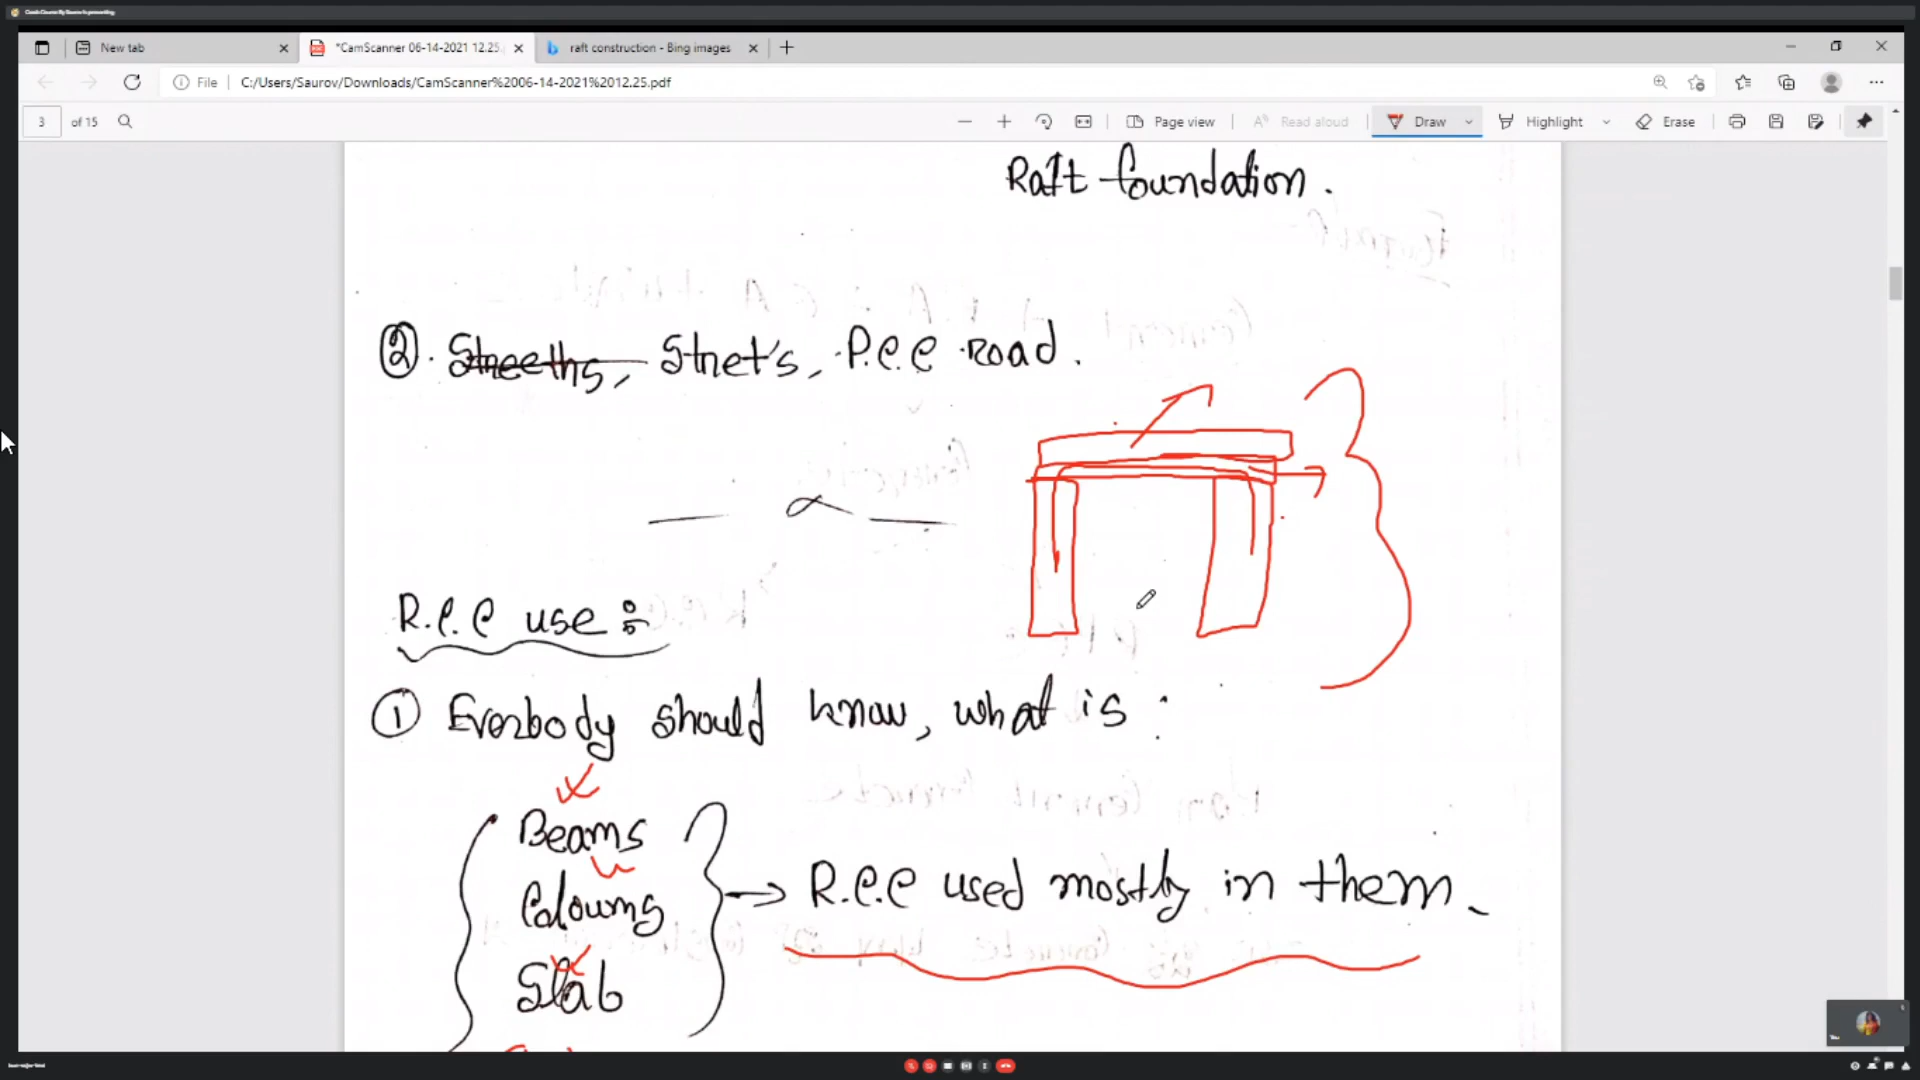 New tab
*CamScanner 06-14-2021 12.25.
raft construction - Bing images
File C:/Users/Saurov/Downloads/CamScanner%2006-14-2021%2012.25.pdf
3 of 15
Page view
Read aloud
Draw
Highlight
Erase
Raft foundation.
② . Streeths, Stret's, P.C.C road.
R.C.C use :
① Everbody should know, what is :
Beams
Coloums
Slab
→ R.C.C used mostly in them.